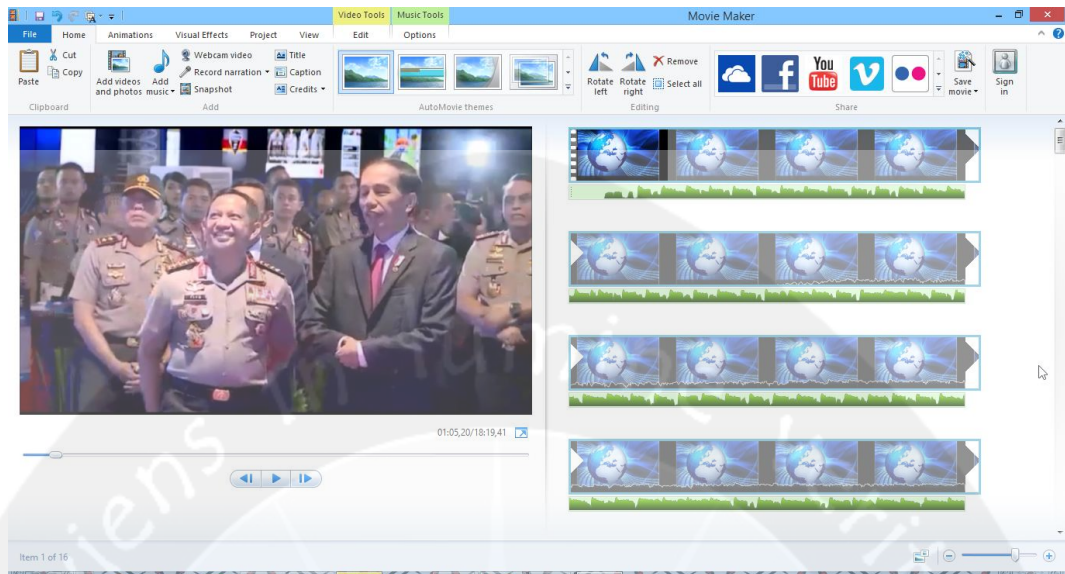 Video Tools Music Tools Movie Maker
File Home Animations Visual Effects Project View Edit Options
Paste
Cut
Copy
Clipboard
Add videos and photos
Add music
Webcam video
Record narration
Snapshot
Title
Caption
Credits
Add
AutoMovie themes
Rotate left
Rotate right
Remove
Select all
Editing
You
Tube
Share
Save movie
Sign in
01:05,20/18:19,41
Item 1 of 16